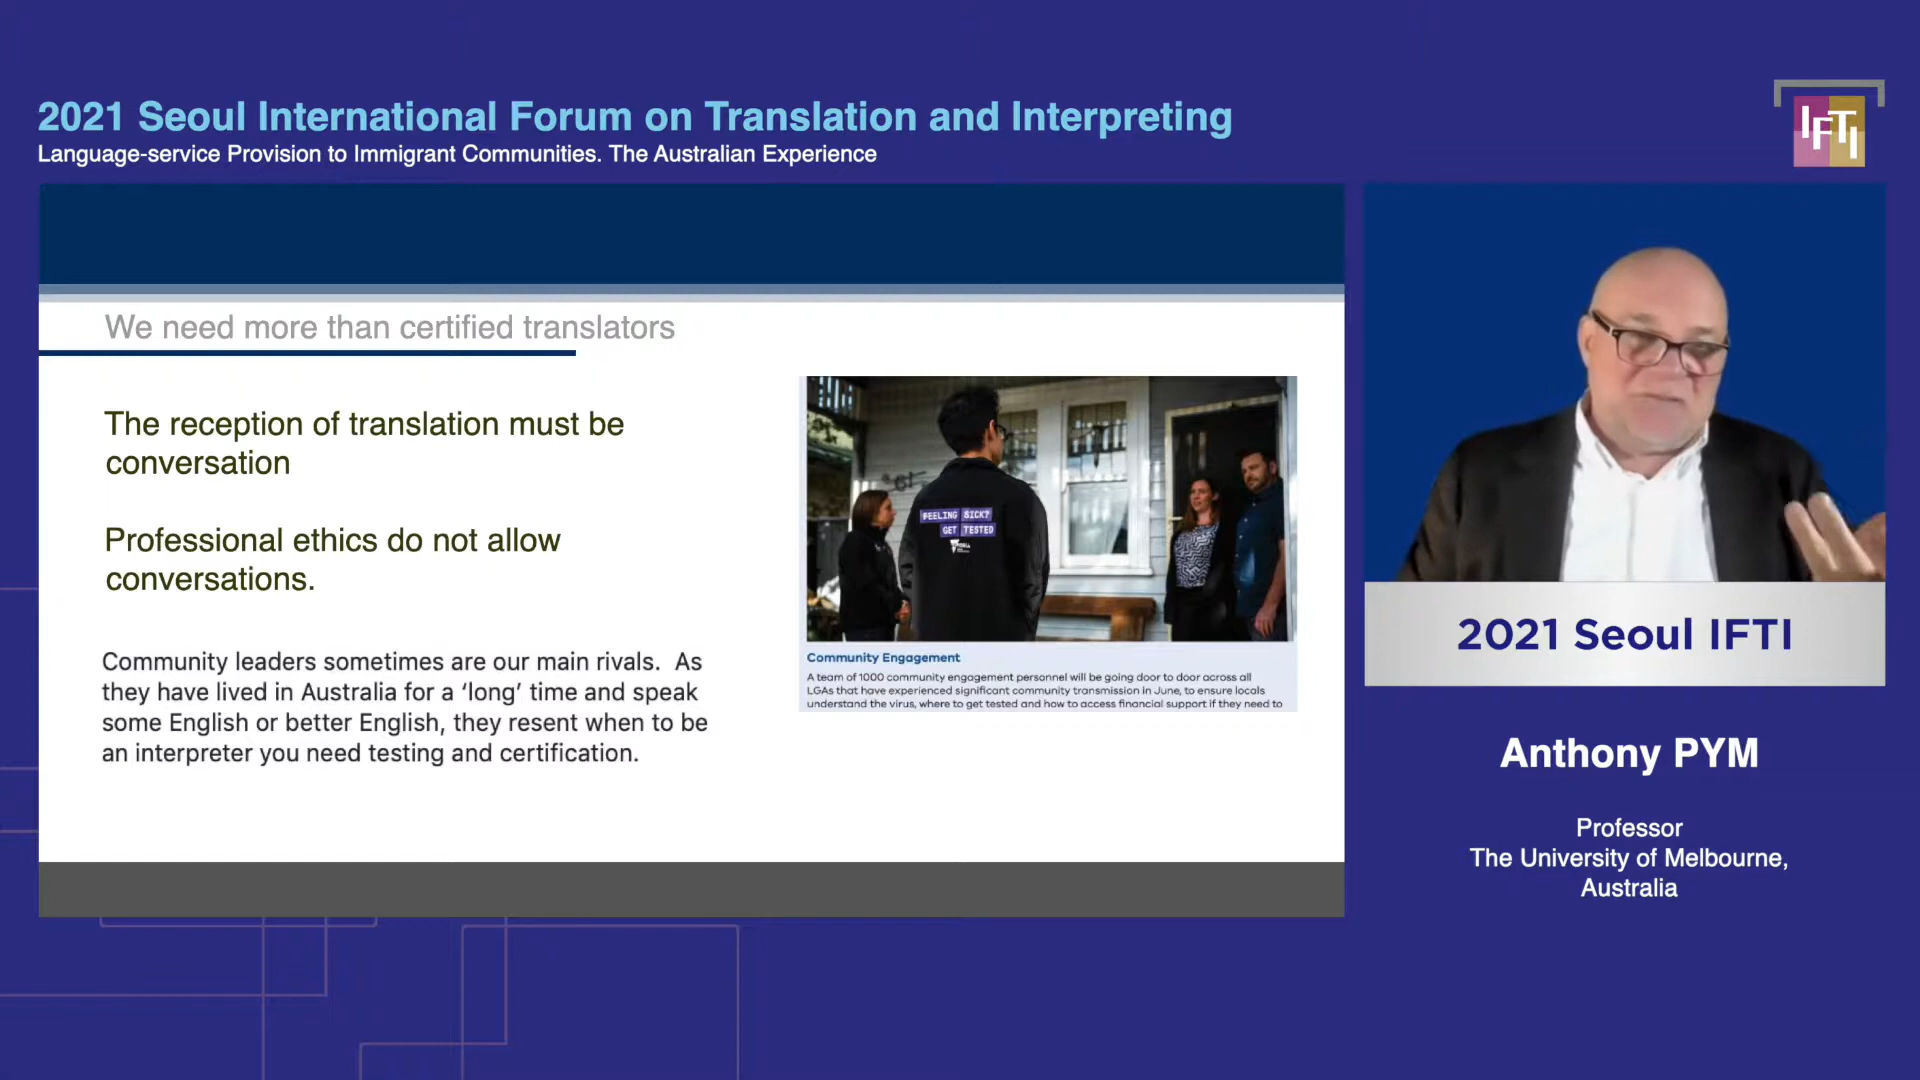 2021 Seoul International Forum on Translation and Interpreting
Language-service Provision to Immigrant Communities. The Australian Experience
IFTI
We need more than certified translators
The reception of translation must be
conversation
Professional ethics do not allow
conversations.
Community leaders sometimes are our main rivals. As
they have lived in Australia for a ‘long’ time and speak
some English or better English, they resent when to be
an interpreter you need testing and certification.
FEELING SICK?
GET TESTED
Community Engagement
A team of 1000 community engagement personnel will be going door to door across all
LGAs that have experienced significant community transmission in June, to ensure locals
understand the virus, where to get tested and how to access financial support if they need to
2021 Seoul IFTI
Anthony PYM
Professor
The University of Melbourne,
Australia